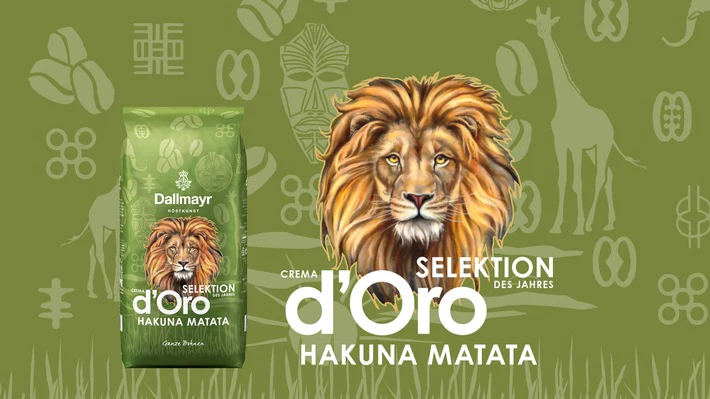 Dallmayr
RÖSTKUNST
CREMA
SELEKTION
DES JAHRES
d'Oro
HAKUNA MATATA
Ganze Bohnen
CREMA
SELEKTION
DES JAHRES
d'Oro
HAKUNA MATATA